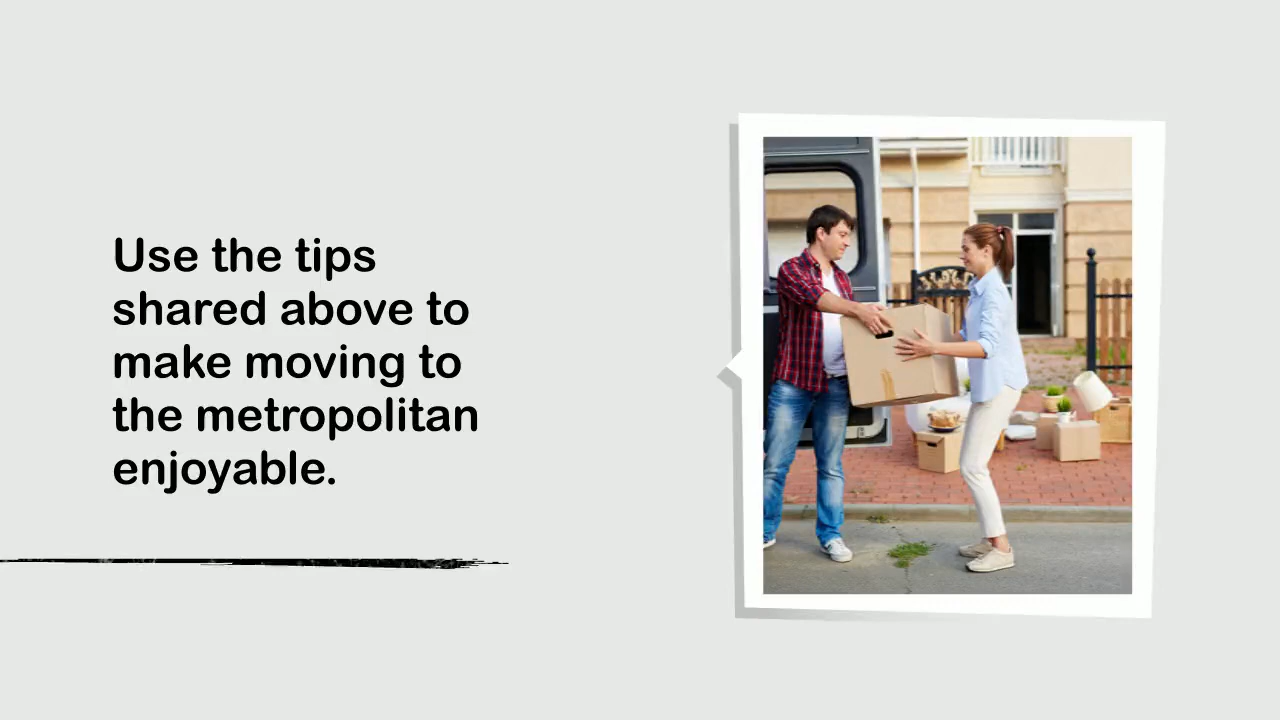 Use the tips
shared above to
make moving to
the metropolitan
enjoyable.